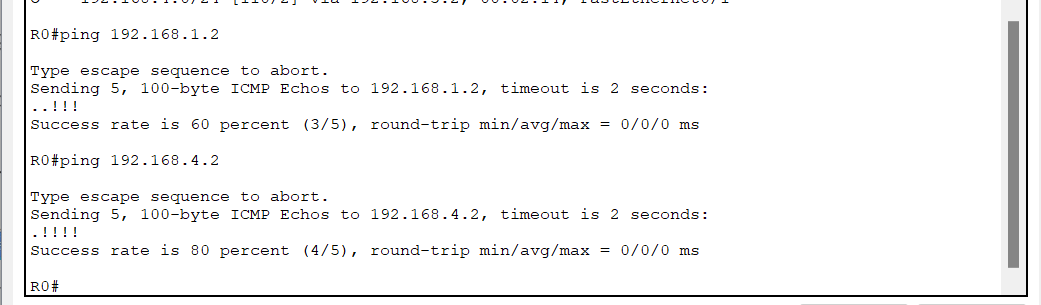 R0#ping 192.168.1.2
Type escape sequence to abort.
Sending 5, 100-byte ICMP Echos to 192.168.1.2, timeout is 2 seconds:
..!!!
Success rate is 60 percent (3/5), round-trip min/avg/max = 0/0/0 ms
R0#ping 192.168.4.2
Type escape sequence to abort.
Sending 5, 100-byte ICMP Echos to 192.168.4.2, timeout is 2 seconds:
.!!!!
Success rate is 80 percent (4/5), round-trip min/avg/max = 0/0/0 ms
R0#